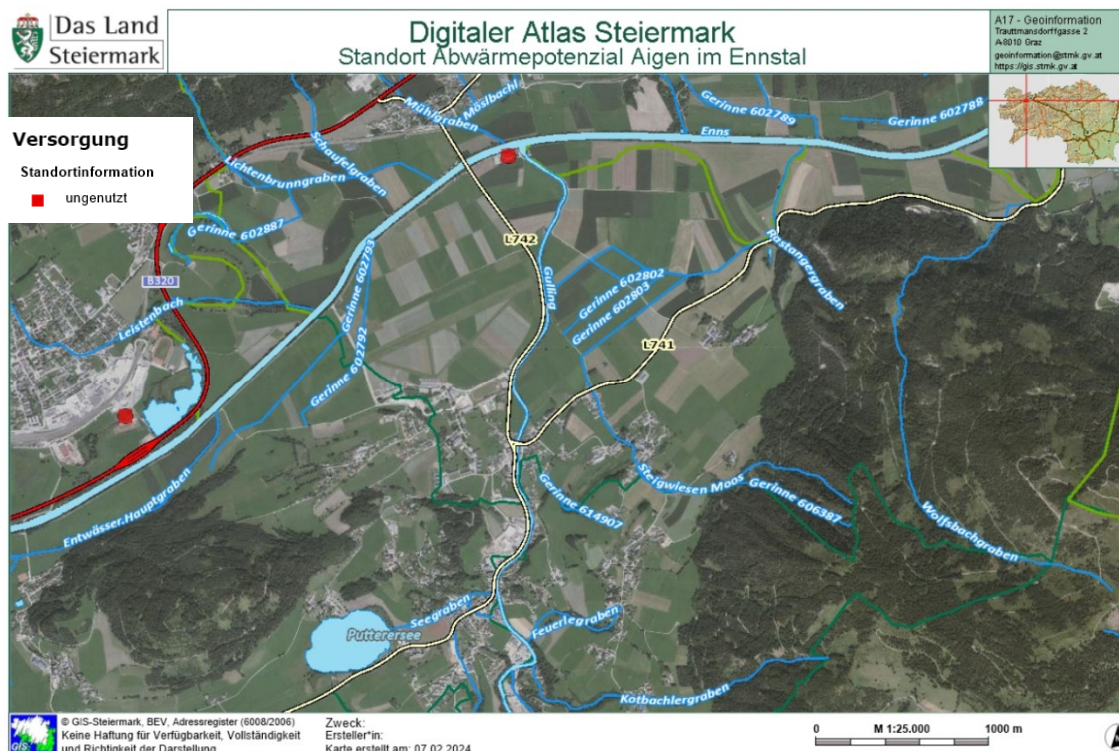 Das Land
Steiermark
Digitaler Atlas Steiermark
Standort Abwärmepotenzial Aigen im Ennstal
A17 - Geoinformation
Trauttmansdorffgasse 2
A-8010 Graz
geoinformation@stmk.gv.at
https://gis.stmk.gv.at
Versorgung
Standortinformation
ungenutzt
Mühlgraben
Möslbachl
Enns
Gerinne 602789
Gerinne 602788
Schaufelgraben
Lichtenbrunngraben
Gerinne 602887
Gerinne 602793
L742
Gulling
Rastangergraben
B320
Gerinne 602802
Gerinne 602803
Leistenbach
Gerinne 602792
L741
Entwässer.Hauptgraben
Steigwiesen Moos
Gerinne 614907
Gerinne 606387
Wolfsbachgraben
Seegraben
Feuerlegraben
Putterersee
Kotbachlergraben
GIS
© GIS-Steiermark, BEV, Adressregister (6008/2006)
Keine Haftung für Verfügbarkeit, Vollständigkeit
und Richtigkeit der Darstellung
Zweck:
Ersteller*in:
Karte erstellt am: 07.02.2024
0 M 1:25.000 1000 m